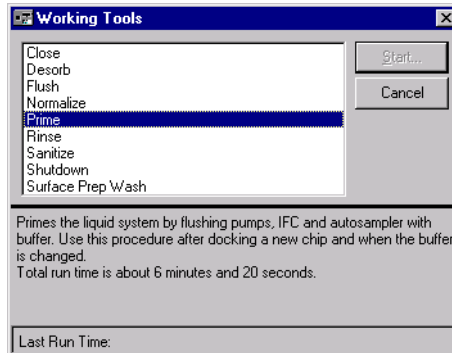 Working Tools
Close
Desorb
Flush
Normalize
Prime
Rinse
Sanitize
Shutdown
Surface Prep Wash
Start...
Cancel
Primes the liquid system by flushing pumps, IFC and autosampler with
buffer. Use this procedure after docking a new chip and when the buffer
is changed.
Total run time is about 6 minutes and 20 seconds.
Last Run Time: